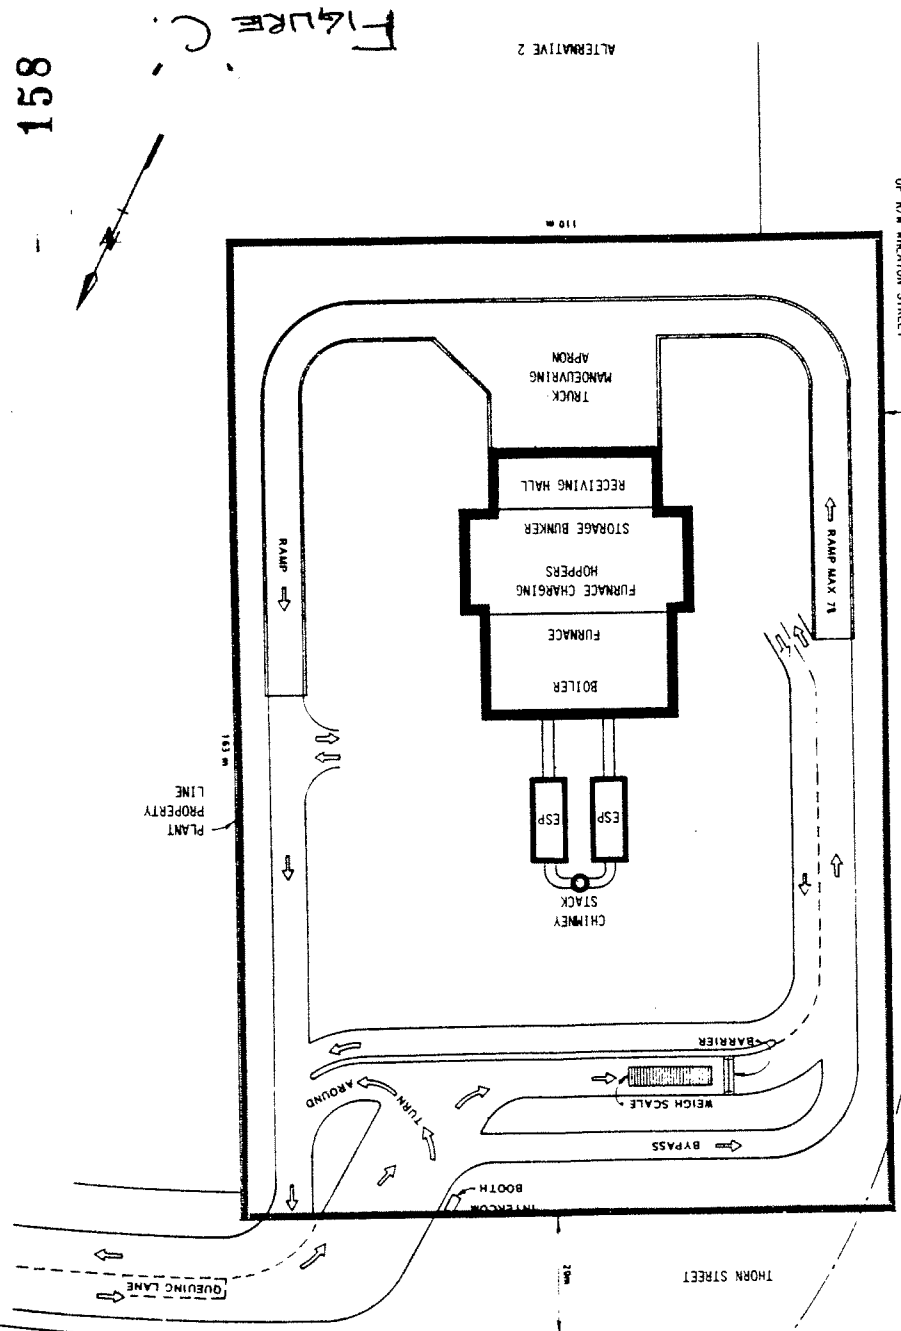 158
FIGURE C.
ALTERNATIVE 2
110 m
N
TRUCK
MANOEUVRING
APRON
RECEIVING HALL
STORAGE BUNKER
FURNACE CHARGING
HOPPERS
FURNACE
BOILER
ESP
ESP
CHIMNEY
STACK
RAMP
RAMP MAX 7%
163 m
PLANT
PROPERTY
LINE
BARRIER
WEIGH SCALE
TURN
AROUND
BYPASS
INTERCOM
BOOTH
QUEUING LANE
20m
THORN STREET